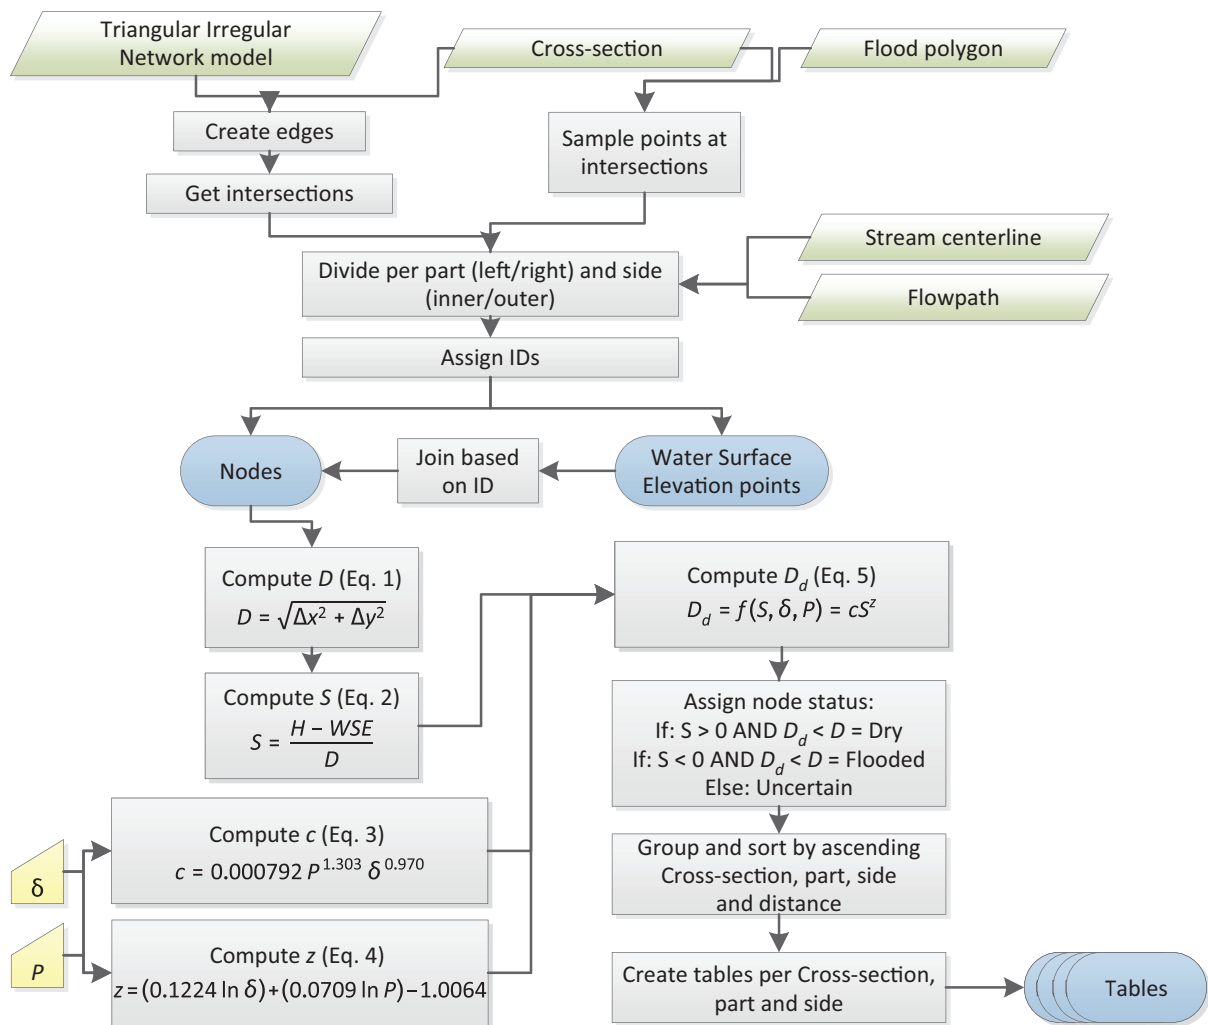 Triangular Irregular
Network model
Cross-section
Flood polygon
Create edges
Sample points at
intersections
Get intersections
Stream centerline
Divide per part (left/right) and side
(inner/outer)
Flowpath
Assign IDs
Nodes
Join based
on ID
Water Surface
Elevation points
Compute D (Eq. 1)
D = √(Δx² + Δy²)
Compute S (Eq. 2)
S = (H − WSE)/D
Compute D_d (Eq. 5)
D_d = f(S, δ, P) = cS^z
Assign node status:
If: S > 0 AND D_d < D = Dry
If: S < 0 AND D_d < D = Flooded
Else: Uncertain
δ
Compute c (Eq. 3)
c = 0.000792 P^1.303 δ^0.970
Group and sort by ascending
Cross-section, part, side
and distance
P
Compute z (Eq. 4)
z = (0.1224 ln δ) + (0.0709 ln P) − 1.0064
Create tables per Cross-section,
part and side
Tables